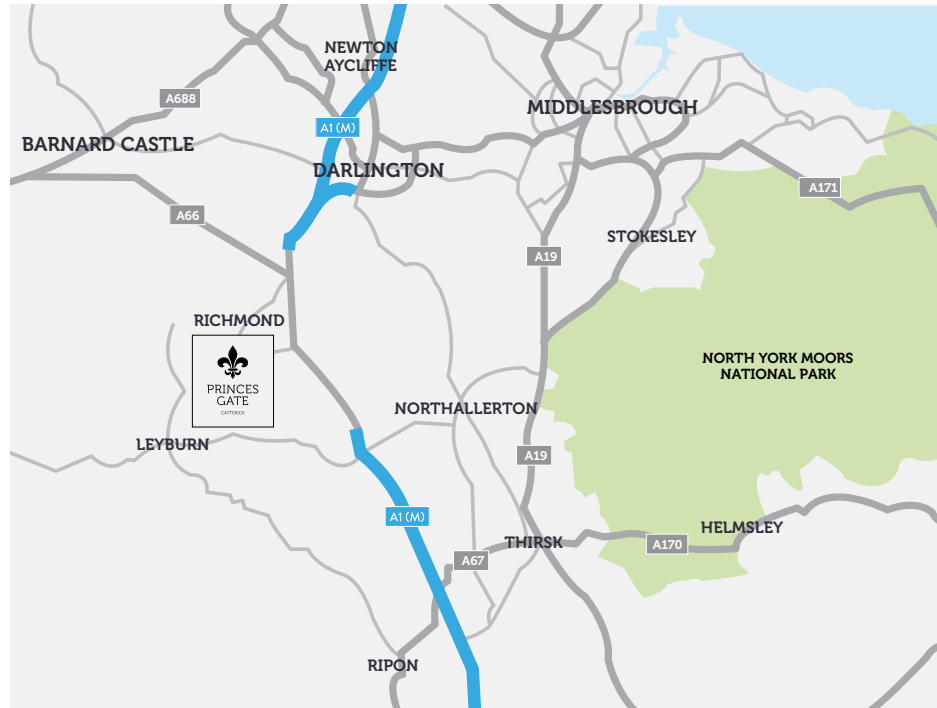 NEWTON
AYCLIFFE
A688
MIDDLESBROUGH
A1 (M)
BARNARD CASTLE
DARLINGTON
A171
A66
STOKESLEY
A19
RICHMOND
PRINCES
GATE
CATTERICK
NORTH YORK MOORS
NATIONAL PARK
NORTHALLERTON
LEYBURN
A19
A1 (M)
HELMSLEY
THIRSK
A170
A67
RIPON